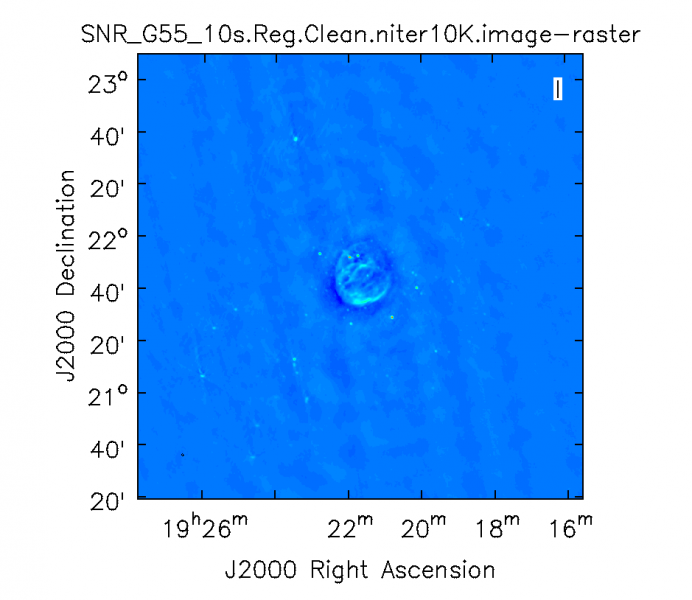 SNR_G55_10s.Reg.Clean.niter10K.image-raster
I
23°
40'
20'
22°
40'
20'
21°
40'
20'
J2000 Declination
19ʰ26ᵐ 22ᵐ 20ᵐ 18ᵐ 16ᵐ
J2000 Right Ascension